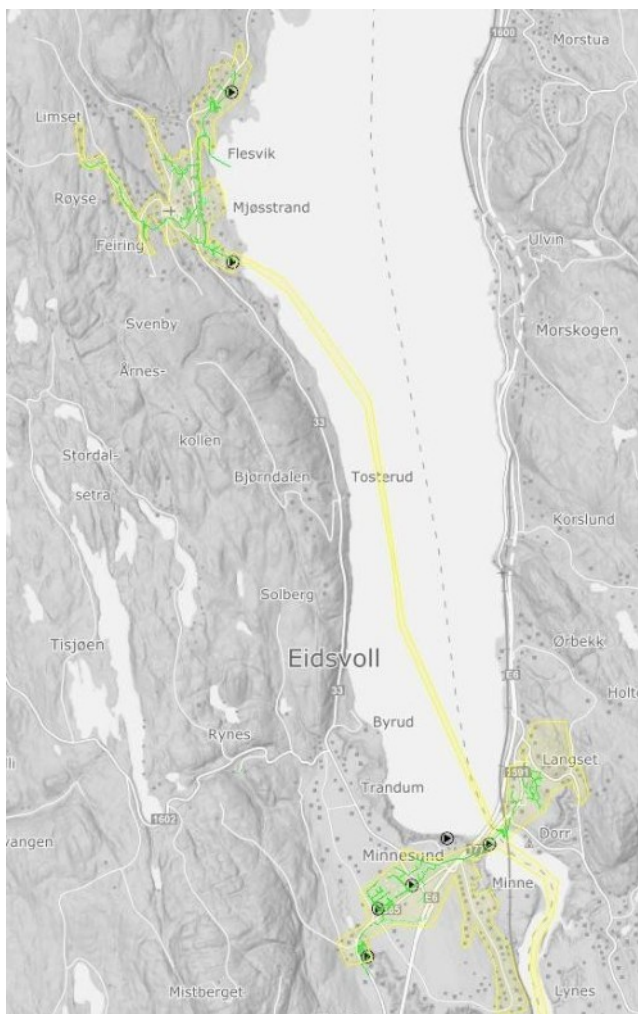 1600
Morstua
Limset
Flesvik
Røyse
Mjøsstrand
Feiring
Ulvin
Svenby
Morskogen
Årnes-
kollen
33
Stordal-
setra
Bjørndalen
Tosterud
Korslund
Solberg
Tisjøen
Eidsvoll
Ørbekk
E6
33
Holte
Byrud
Rynes
lli
Langset
1591
Trandum
1602
vangen
Dorr
Minnesund
Minne
E6
Mistberget
Lynes